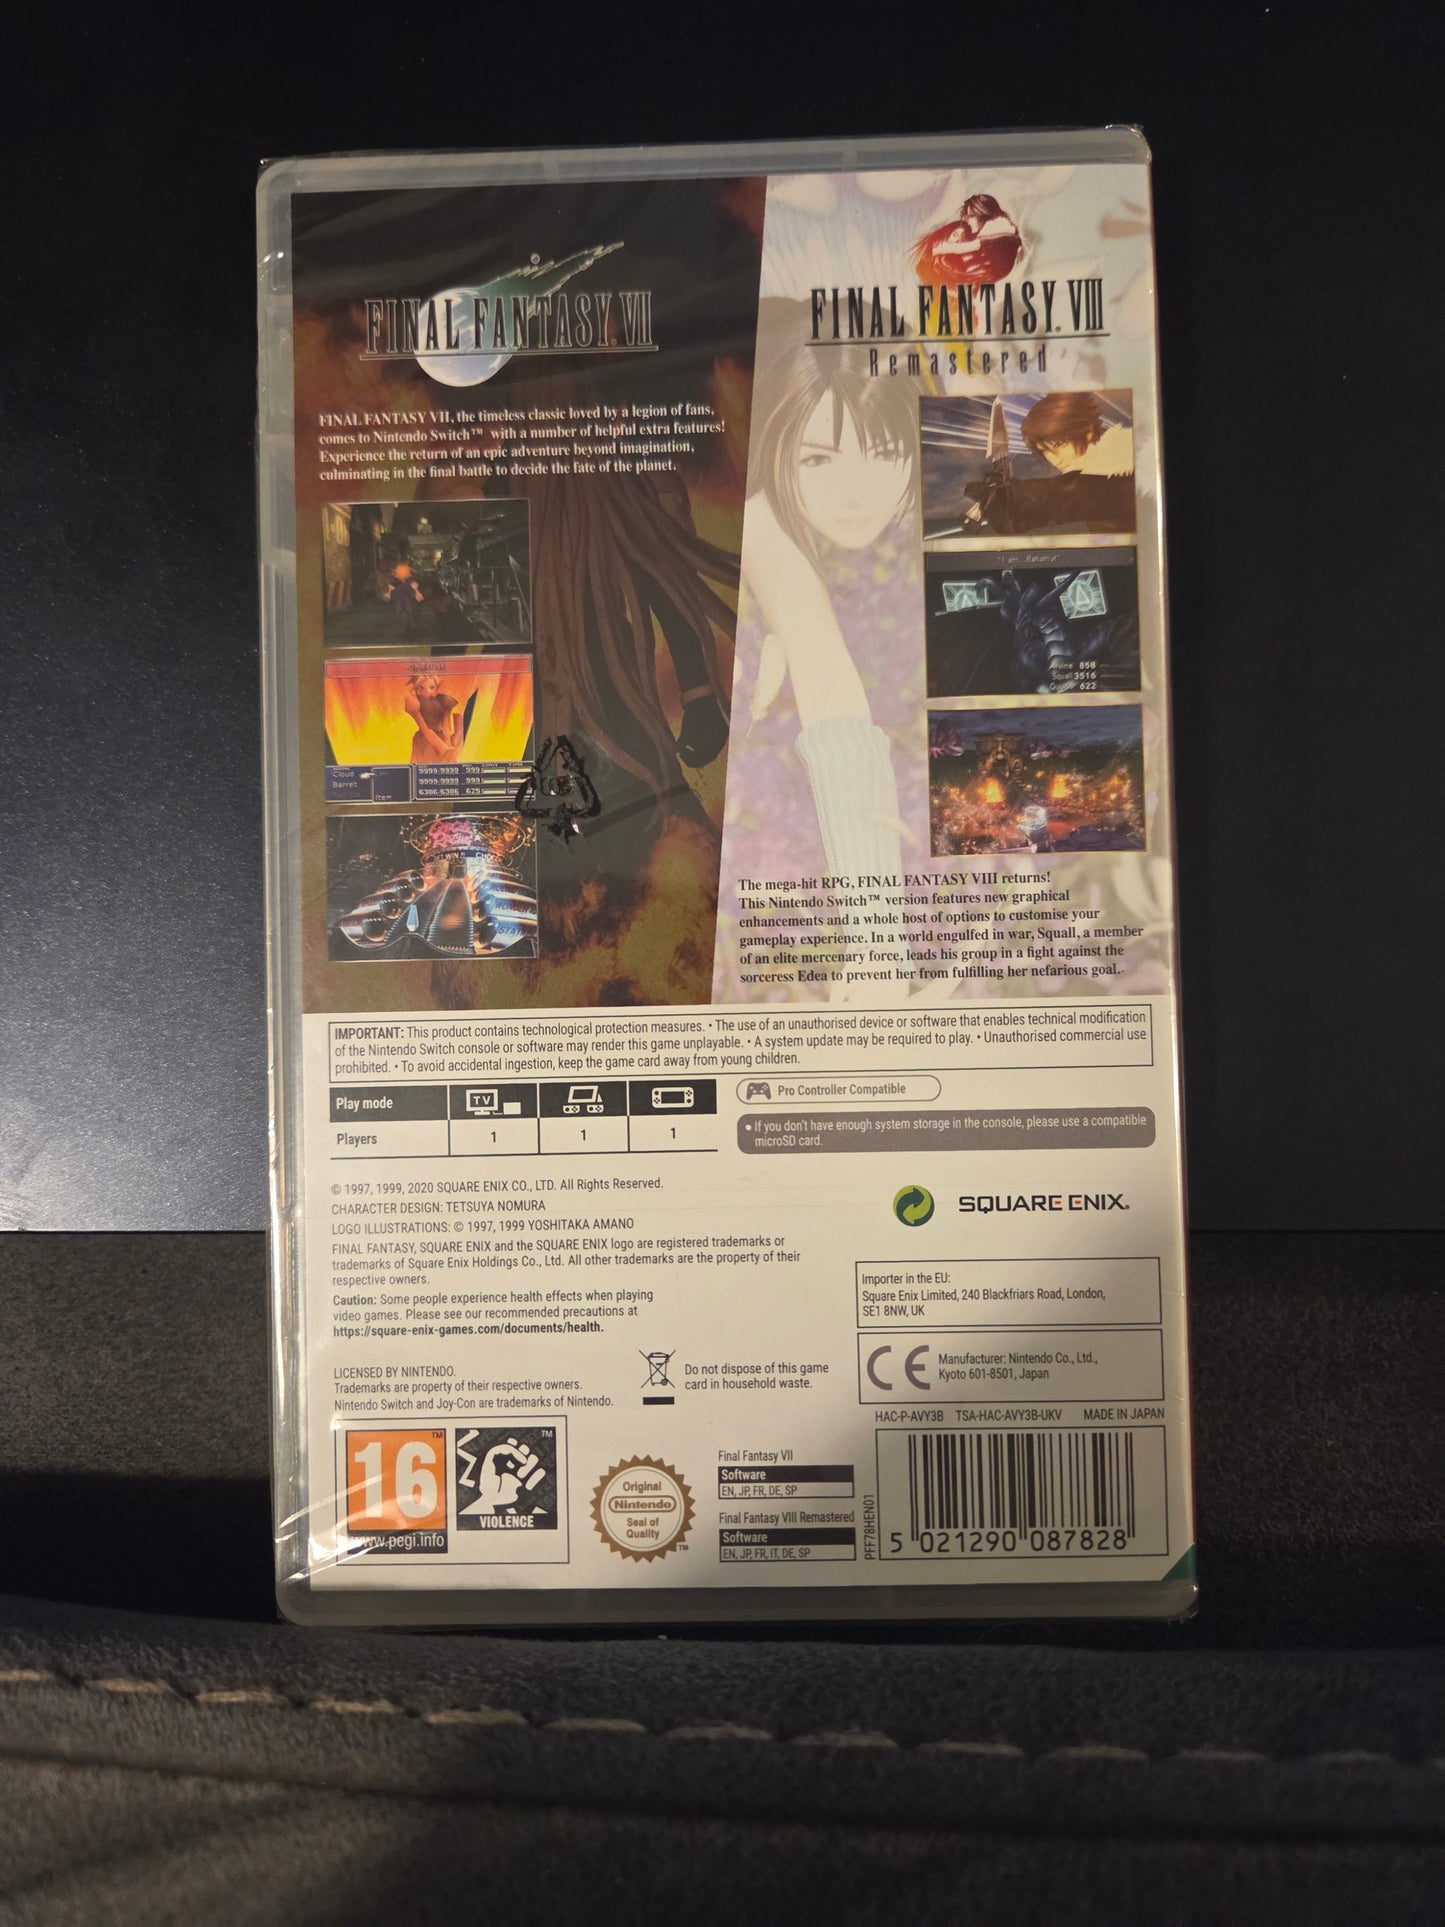 FINAL FANTASY VII
FINAL FANTASY VII, the timeless classic loved by a legion of fans,
comes to Nintendo Switch™ with a number of helpful extra features!
Experience the return of an epic adventure beyond imagination,
culminating in the final battle to decide the fate of the planet.
Cloud
Barret
Item
9999/9999 999
9999/9999 999
6386/6386 625
FINAL FANTASY. VIII
Remastered
"I am...Bahamut"
858
Squall 3516
622
The mega-hit RPG, FINAL FANTASY VIII returns!
This Nintendo Switch™ version features new graphical
enhancements and a whole host of options to customise your
gameplay experience. In a world engulfed in war, Squall, a member
of an elite mercenary force, leads his group in a fight against the
sorceress Edea to prevent her from fulfilling her nefarious goal.
IMPORTANT: This product contains technological protection measures. • The use of an unauthorised device or software that enables technical modification
of the Nintendo Switch console or software may render this game unplayable. • A system update may be required to play. • Unauthorised commercial use
prohibited. • To avoid accidental ingestion, keep the game card away from young children.
Play mode TV
Players 1 1 1
Pro Controller Compatible
• If you don't have enough system storage in the console, please use a compatible
microSD card.
© 1997, 1999, 2020 SQUARE ENIX CO., LTD. All Rights Reserved.
CHARACTER DESIGN: TETSUYA NOMURA
LOGO ILLUSTRATIONS: © 1997, 1999 YOSHITAKA AMANO
FINAL FANTASY, SQUARE ENIX and the SQUARE ENIX logo are registered trademarks or
trademarks of Square Enix Holdings Co., Ltd. All other trademarks are the property of their
respective owners.
Caution: Some people experience health effects when playing
video games. Please see our recommended precautions at
https://square-enix-games.com/documents/health.
SQUARE ENIX.
Importer in the EU:
Square Enix Limited, 240 Blackfriars Road, London,
SE1 8NW, UK
CE
Manufacturer: Nintendo Co., Ltd.,
Kyoto 601-8501, Japan
LICENSED BY NINTENDO.
Trademarks are property of their respective owners.
Nintendo Switch and Joy-Con are trademarks of Nintendo.
Do not dispose of this game
card in household waste.
HAC-P-AVY3B TSA-HAC-AVY3B-UKV MADE IN JAPAN
16 ™
www.pegi.info
™
VIOLENCE
Original
Nintendo
Seal of
Quality
™
Final Fantasy VII
Software
EN, JP, FR, DE, SP
Final Fantasy VIII Remastered
Software
EN, JP, FR, IT, DE, SP
PFF78HEN01
5 021290 087828